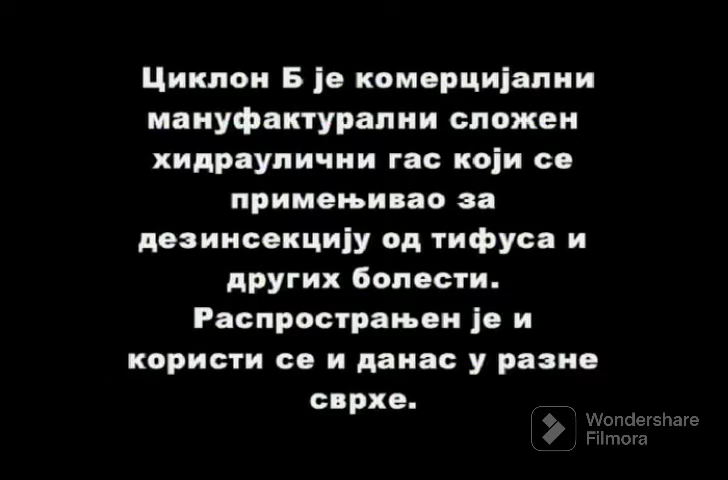 Циклон Б је комерцијални
мануфактурални сложен
хидраулични гас који се
примењивао за
дезинсекцију од тифуса и
других болести.
Распрострањен је и
користи се и данас у разне
сврхе.
Wondershare
Filmora